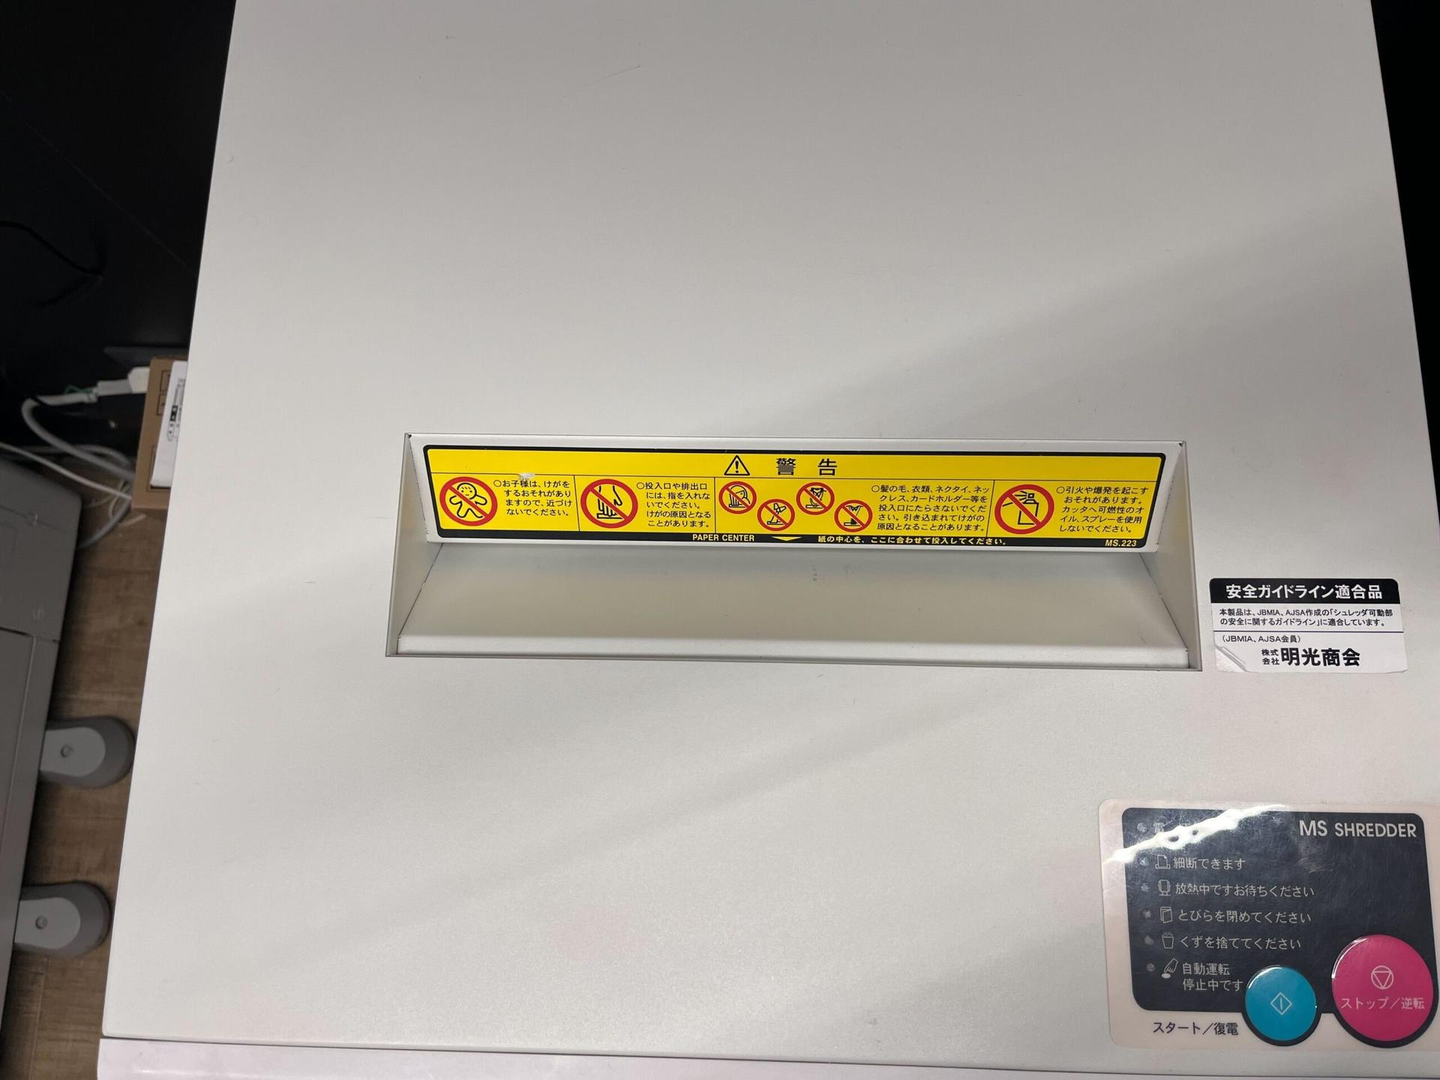 警告
○お子様は、けがを
するおそれがあり
ますので、近づけ
ないでください。
○投入口や排出口
には、指を入れな
いでください。
けがの原因となる
ことがあります。
○髪の毛、衣類、ネクタイ、ネッ
クレス、カードホルダー等を
投入口にたらさないでくだ
さい。引き込まれてけがの
原因となることがあります。
○引火や爆発を起こす
おそれがあります。
カッタへ可燃性のオ
イル、スプレーを使用
しないでください。
PAPER CENTER 紙の中心を、ここに合わせて投入してください。 MS.223
安全ガイドライン適合品
本製品は、JBMIA、AJSA作成の「シュレッダ可動部
の安全に関するガイドライン」に適合しています。
(JBMIA、AJSA会員)
株式会社 明光商会
MS SHREDDER
細断できます
放熱中ですお待ちください
とびらを閉めてください
くずを捨ててください
自動運転
停止中です
スタート/復電
ストップ/逆転